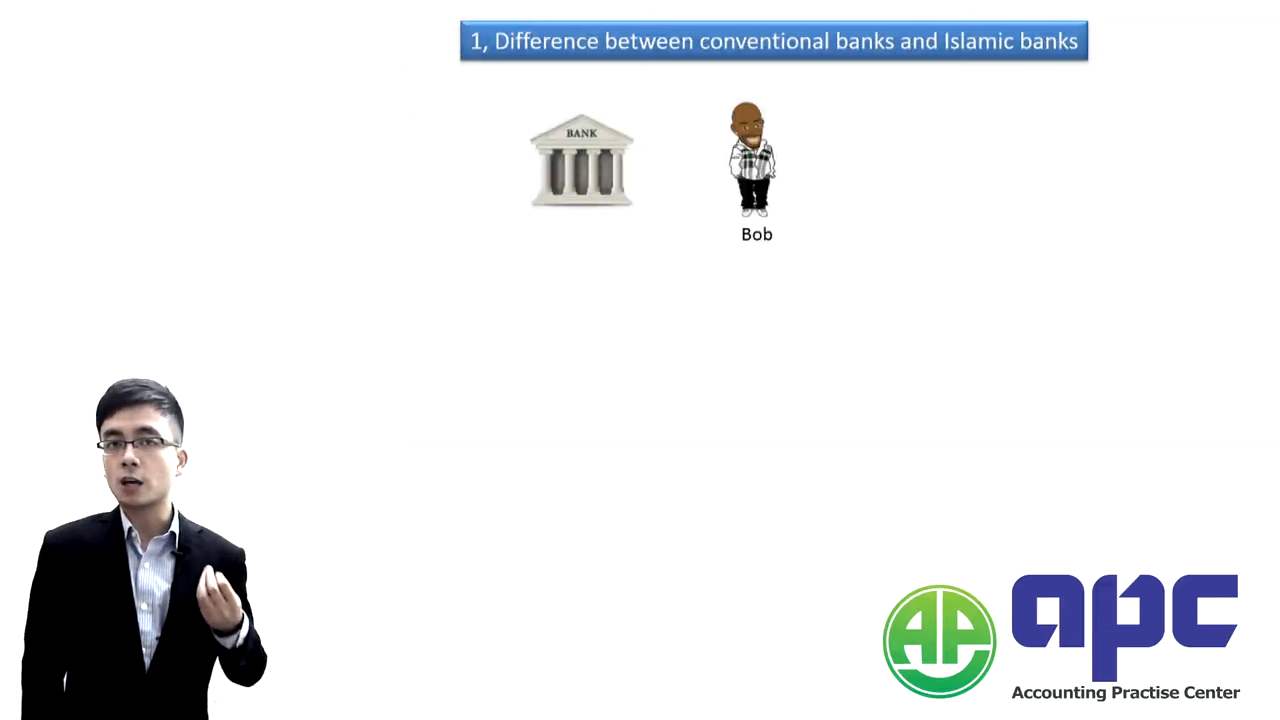 1, Difference between conventional banks and Islamic banks
BANK
Bob
AP
apc
Accounting Practise Center